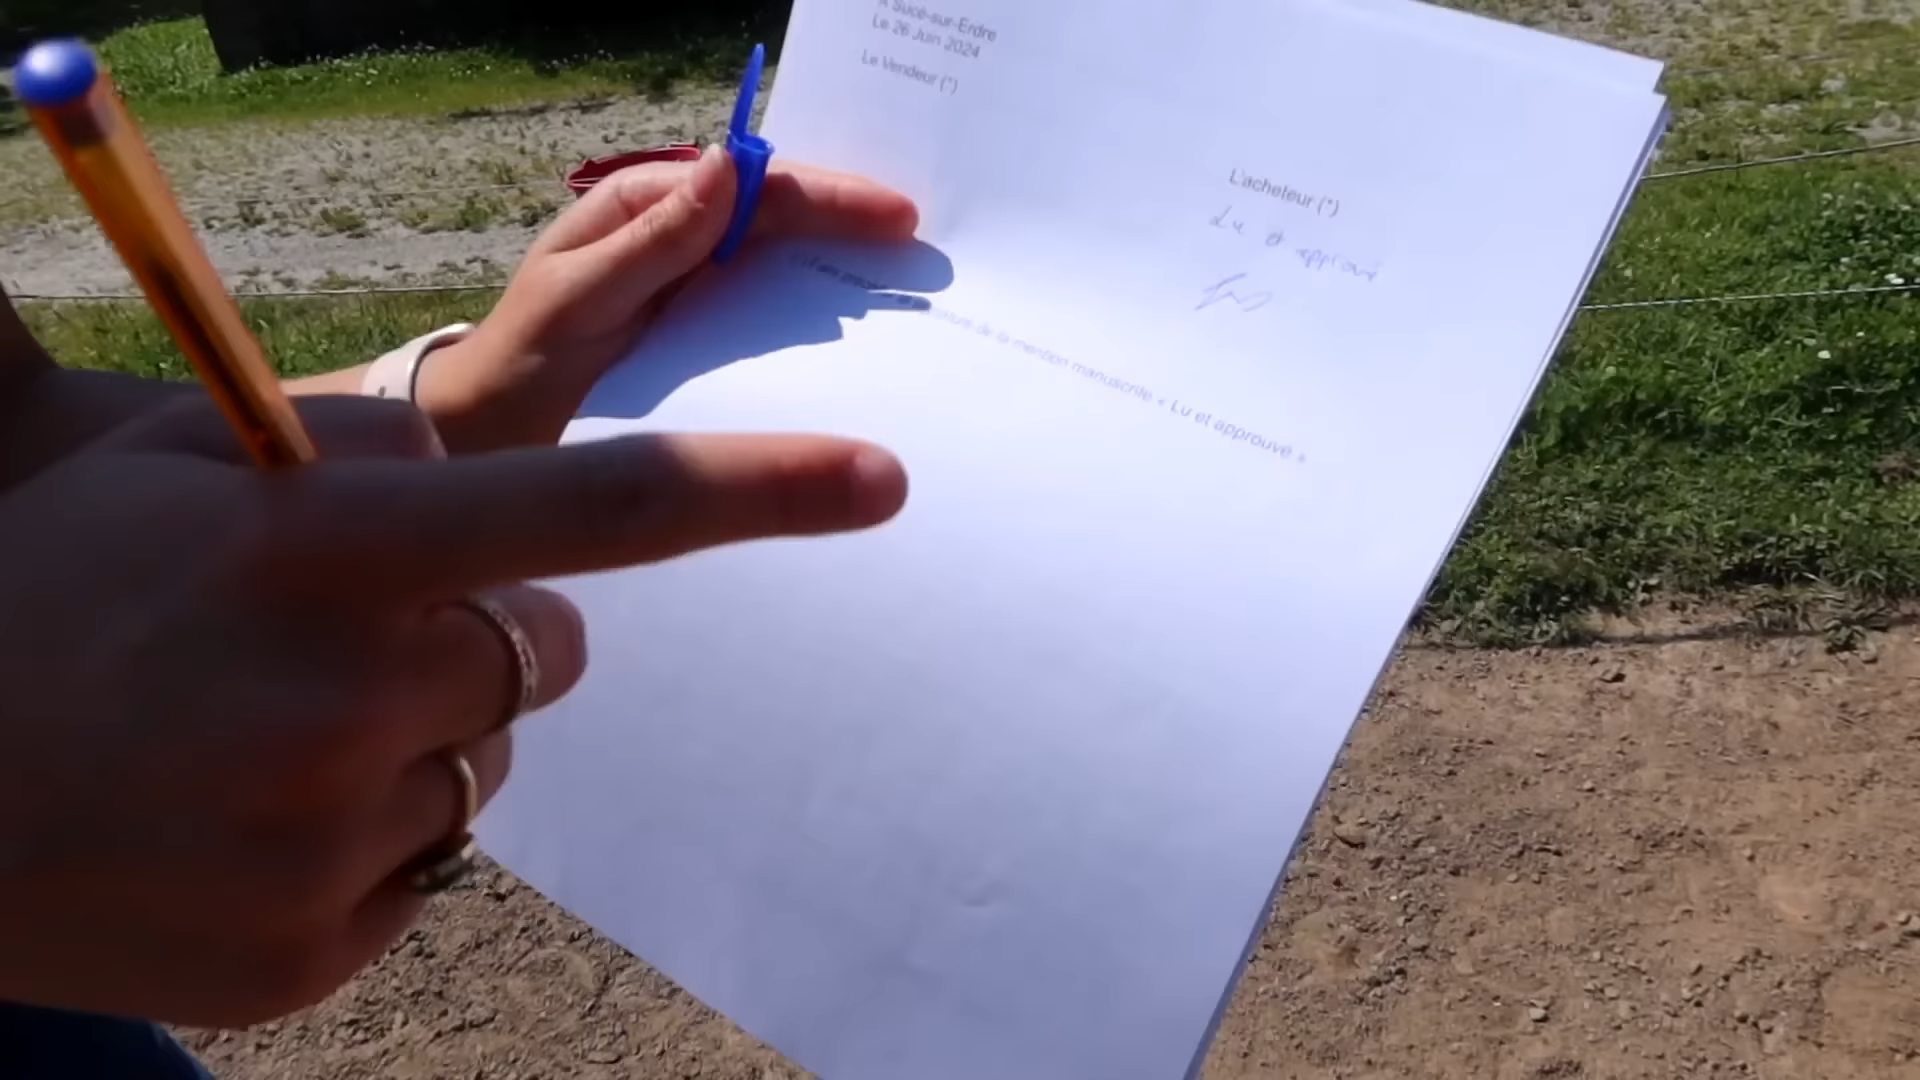 A Sucé-sur-Erdre
Le 26 Juin 2024
Le Vendeur (*)
L'acheteur (*)
Lu et approuvé
de la mention manuscrite « Lu et approuvé »